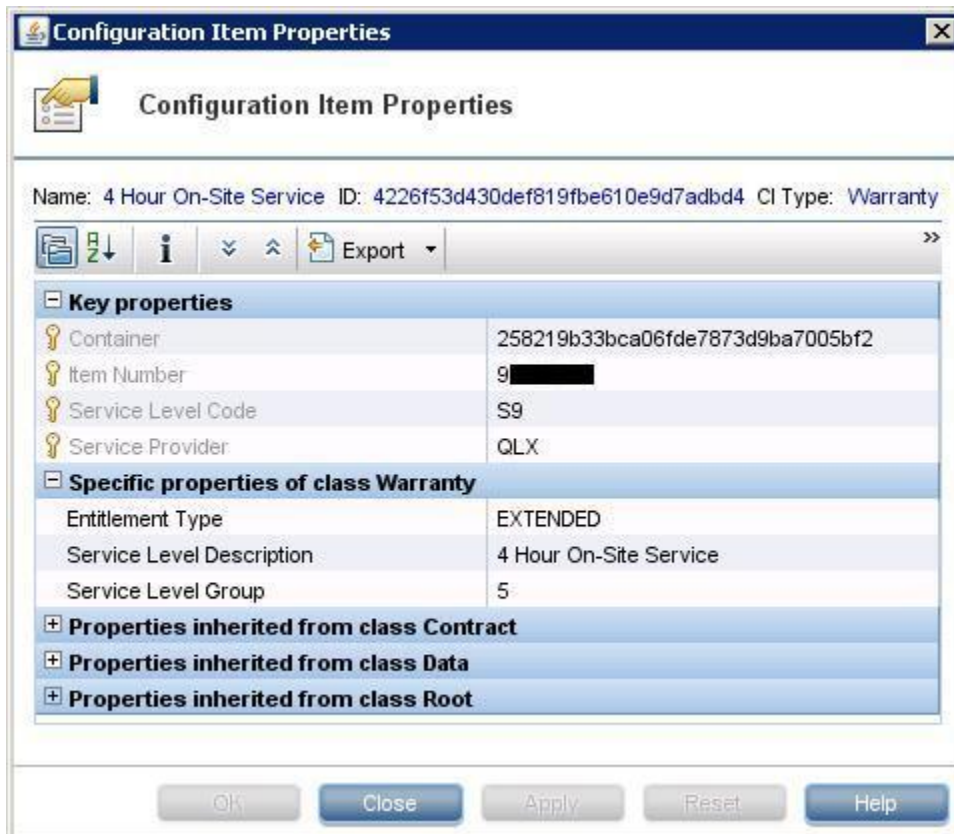 Configuration Item Properties
Configuration Item Properties
Name: 4 Hour On-Site Service ID: 4226f53d430def819fbe610e9d7adbd4 CI Type: Warranty
A Z i Export »
Key properties
Container 258219b33bca06fde7873d9ba7005bf2
Item Number 9
Service Level Code S9
Service Provider QLX
Specific properties of class Warranty
Entitlement Type EXTENDED
Service Level Description 4 Hour On-Site Service
Service Level Group 5
Properties inherited from class Contract
Properties inherited from class Data
Properties inherited from class Root
OK Close Apply Reset Help